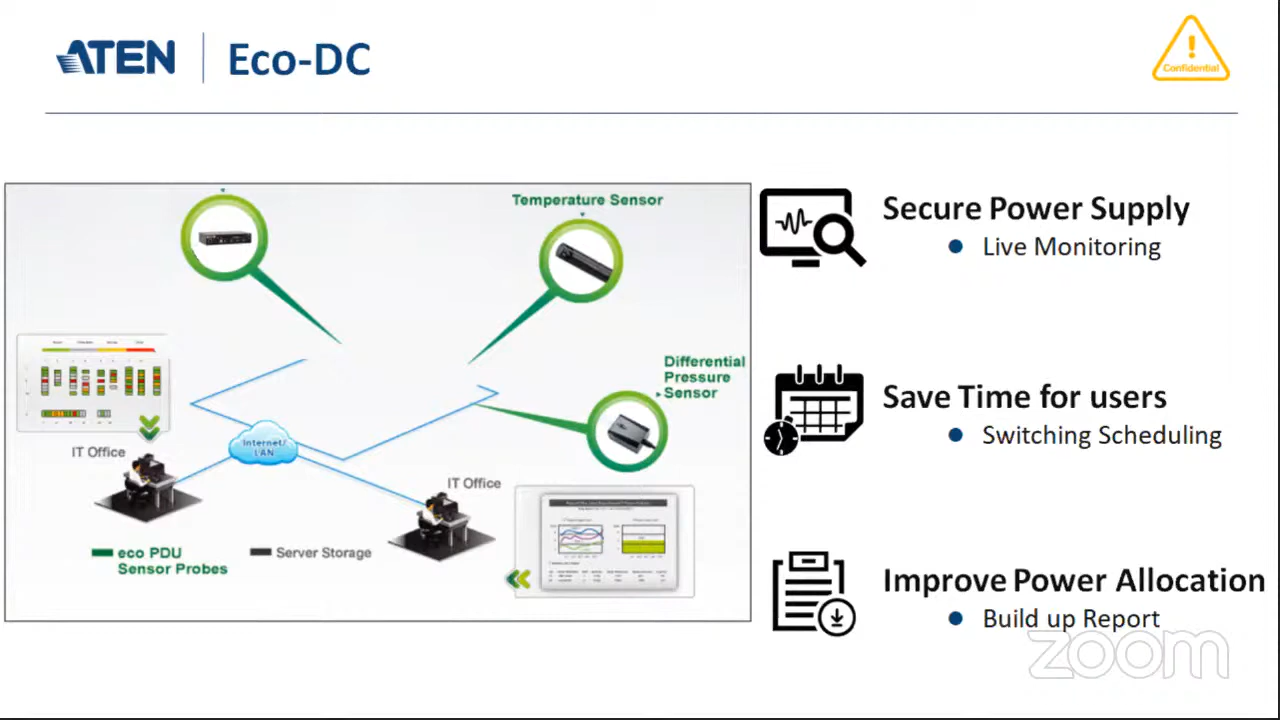 ATEN
Eco-DC
Confidential
Temperature Sensor
Differential
Pressure
Sensor
Internet/
LAN
IT Office
IT Office
eco PDU
Sensor Probes
Server Storage
Secure Power Supply
Live Monitoring
Save Time for users
Switching Scheduling
Improve Power Allocation
Build up Report
zoom